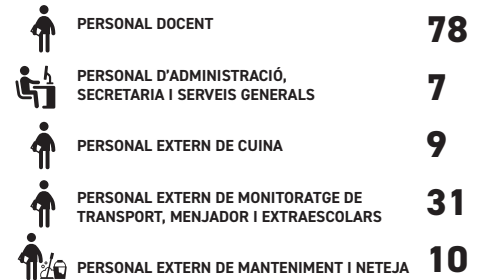 PERSONAL DOCENT 78
PERSONAL D'ADMINISTRACIÓ,
SECRETARIA I SERVEIS GENERALS 7
PERSONAL EXTERN DE CUINA 9
PERSONAL EXTERN DE MONITORATGE DE
TRANSPORT, MENJADOR I EXTRAESCOLARS 31
PERSONAL EXTERN DE MANTENIMENT I NETEJA 10